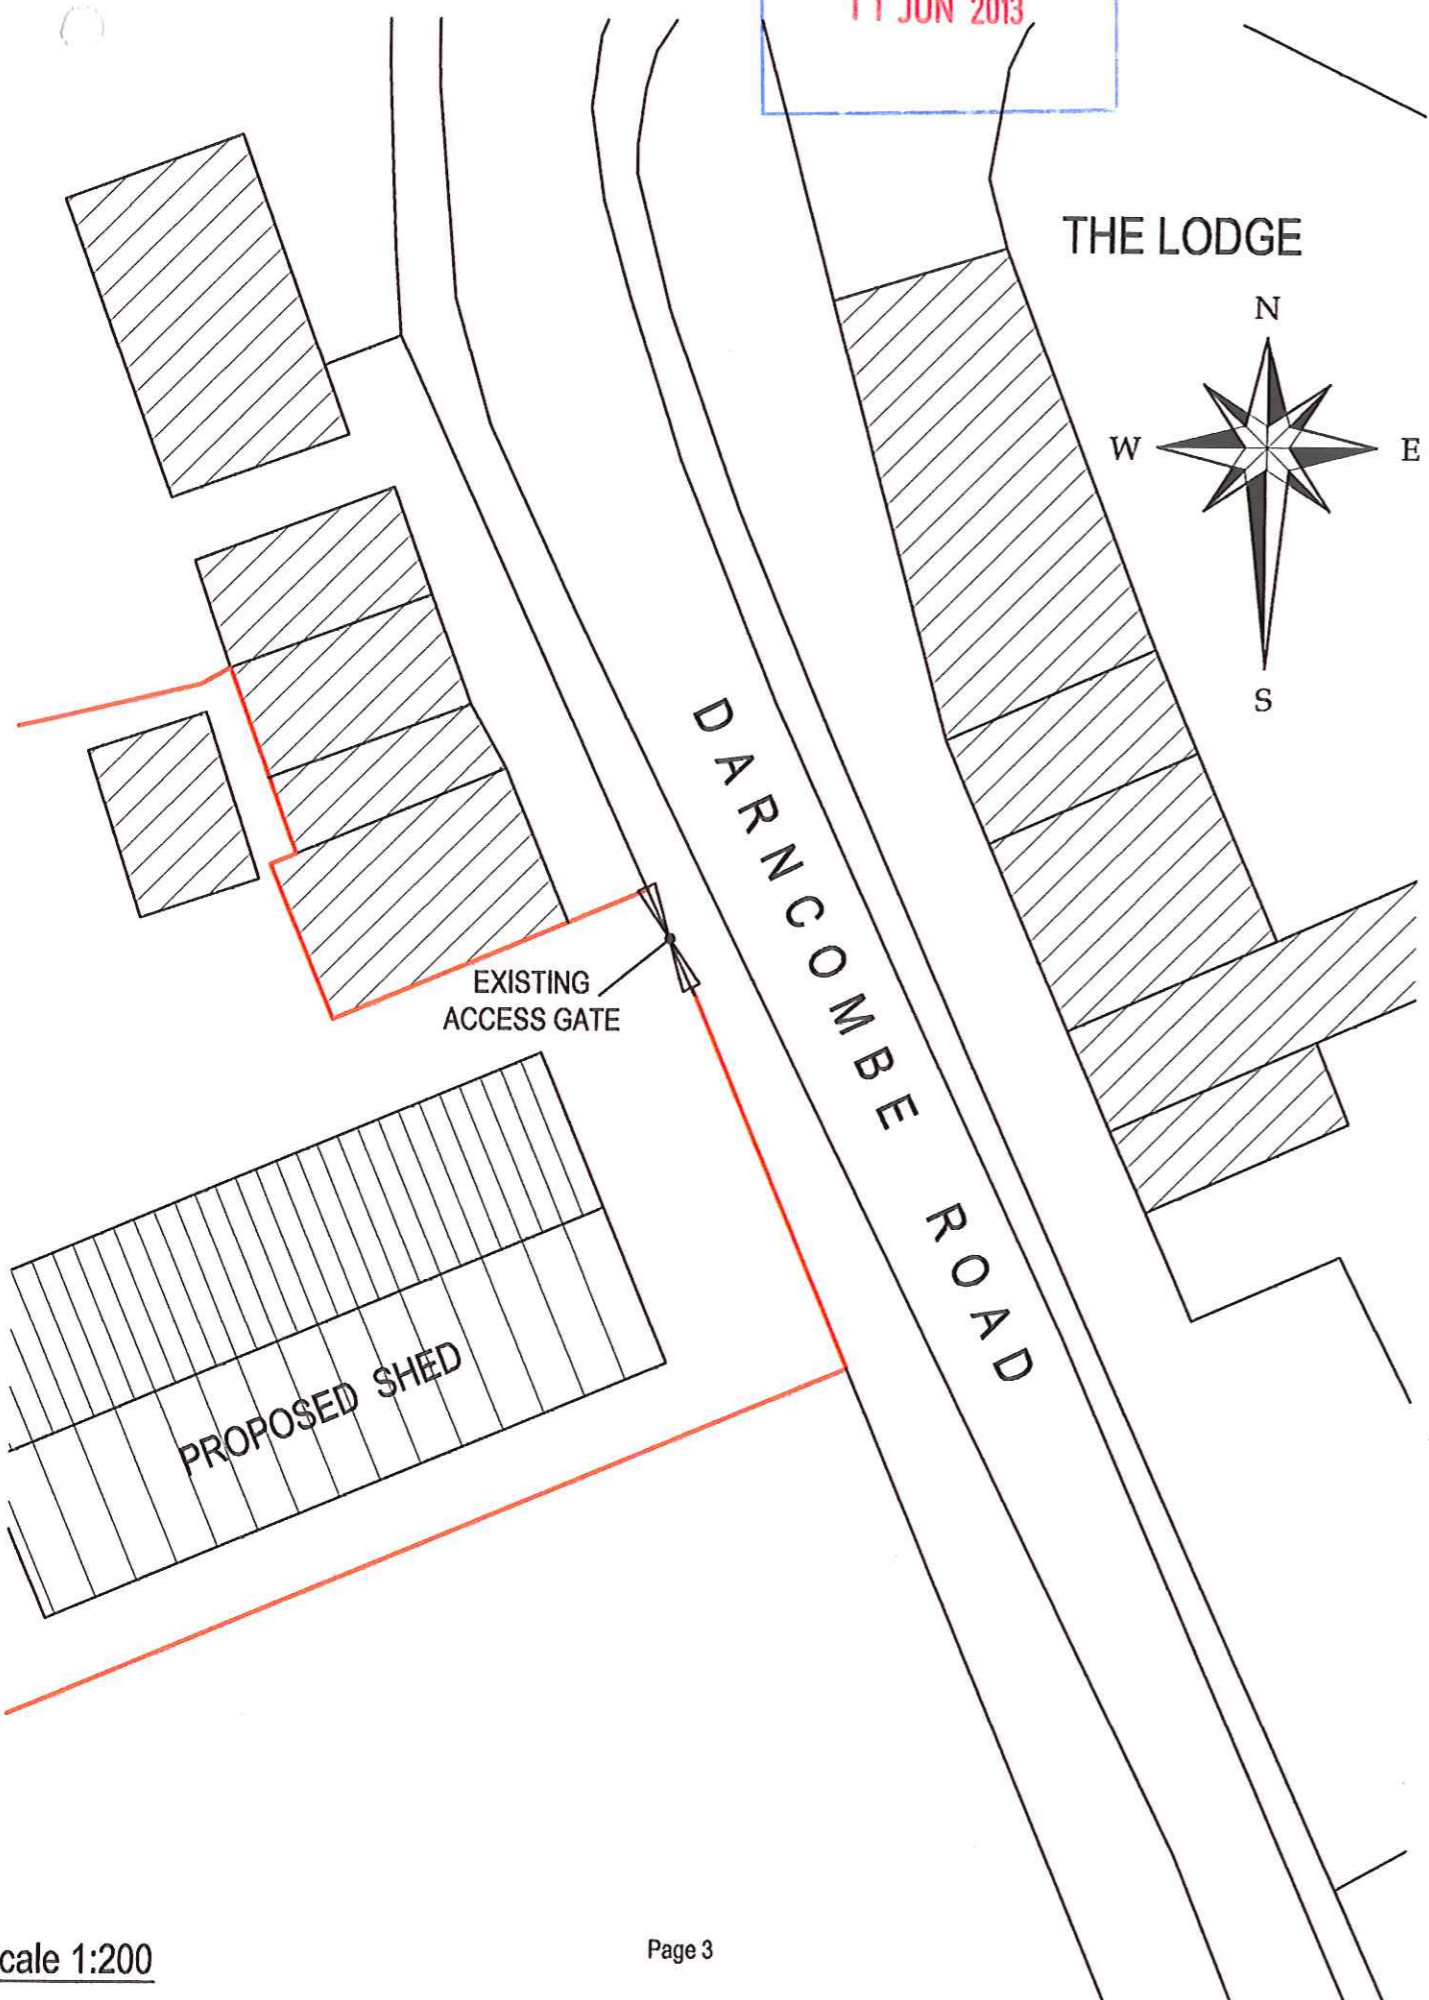 11 JUN 2013
THE LODGE
N
W E
S
DARNCOMBE ROAD
EXISTING
ACCESS GATE
PROPOSED SHED
cale 1:200
Page 3